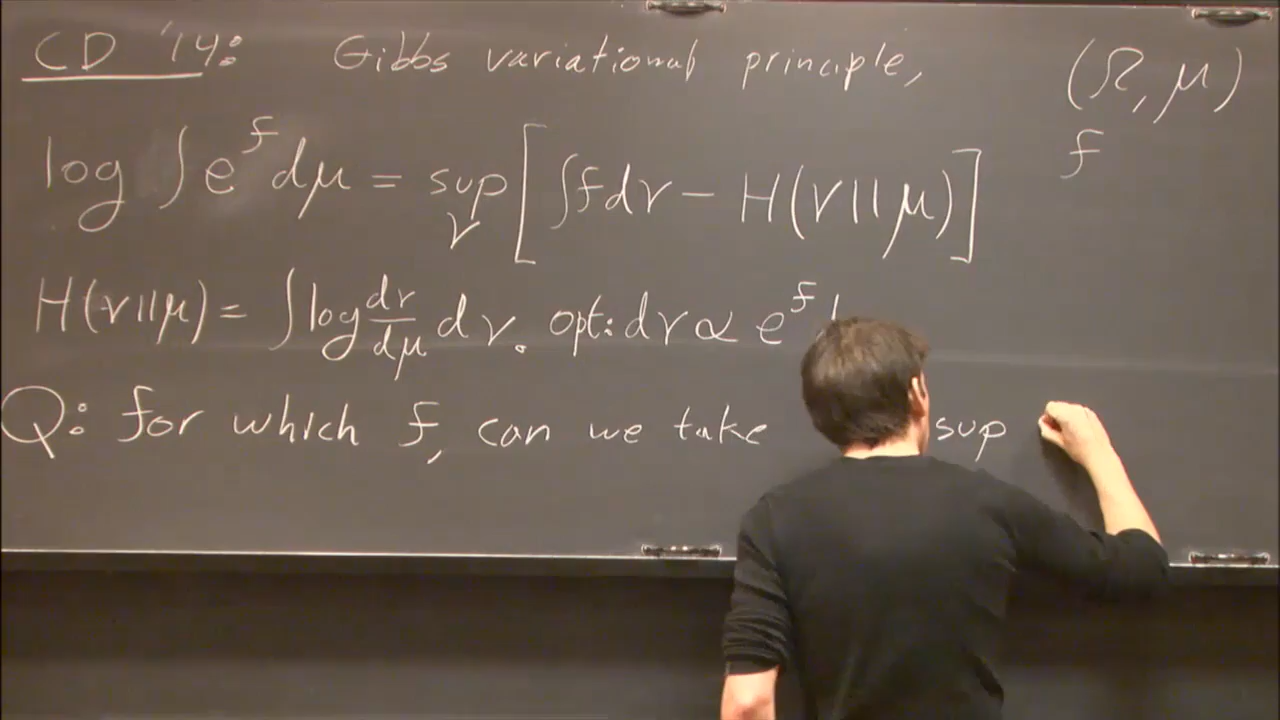 CD '14: Gibbs variational principle, (Ω, μ)
log ∫ e^f dμ = sup_ν [ ∫ f dν − H(ν || μ) ] f
H(ν || μ) = ∫ log dν/dμ dν. opt: dν ∝ e^f
Q: for which f, can we take sup